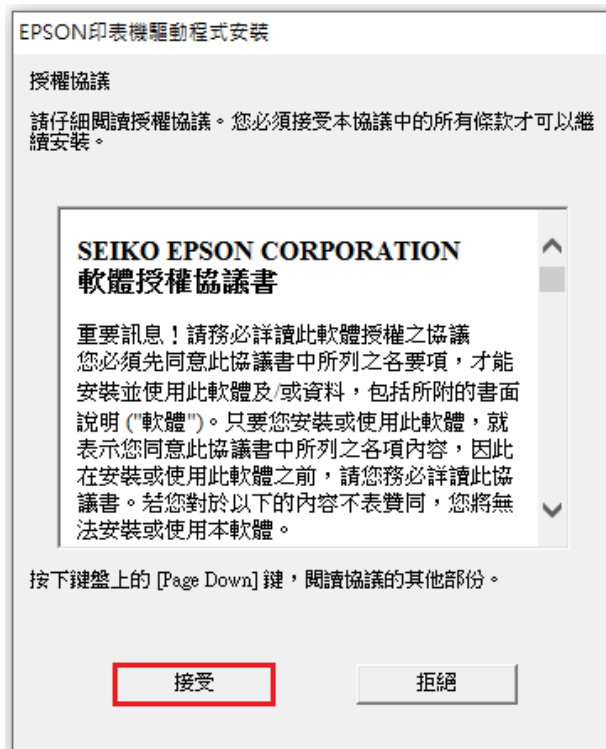 EPSON印表機驅動程式安裝
授權協議
請仔細閱讀授權協議。您必須接受本協議中的所有條款才可以繼
續安裝。
SEIKO EPSON CORPORATION
軟體授權協議書
重要訊息！請務必詳讀此軟體授權之協議
您必須先同意此協議書中所列之各要項，才能
安裝並使用此軟體及/或資料，包括所附的書面
說明 ("軟體")。只要您安裝或使用此軟體，就
表示您同意此協議書中所列之各項內容，因此
在安裝或使用此軟體之前，請您務必詳讀此協
議書。若您對於以下的內容不表贊同，您將無
法安裝或使用本軟體。
按下鍵盤上的 [Page Down] 鍵，閱讀協議的其他部份。
接受
拒絕